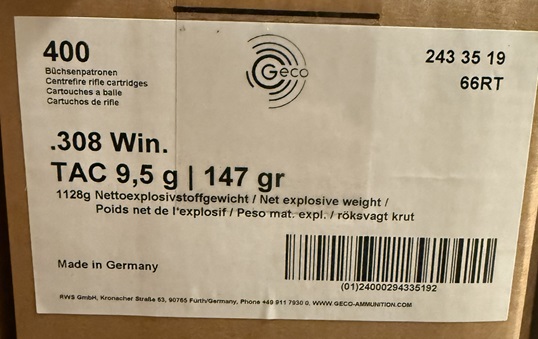 400
Büchsenpatronen
Centrefire rifle cartridges
Cartouches a balle
Cartuchos de rifle
Geco
243 35 19
66RT
.308 Win.
TAC 9,5 g | 147 gr
1128g Nettoexplosivstoffgewicht / Net explosive weight /
Poids net de l'explosif / Peso mat. expl. / röksvagt krut
Made in Germany
(01)24000294335192
RWS GmbH, Kronacher Straße 63, 90765 Fürth/Germany, Phone +49 911 7930 0, WWW.GECO-AMMUNITION.COM